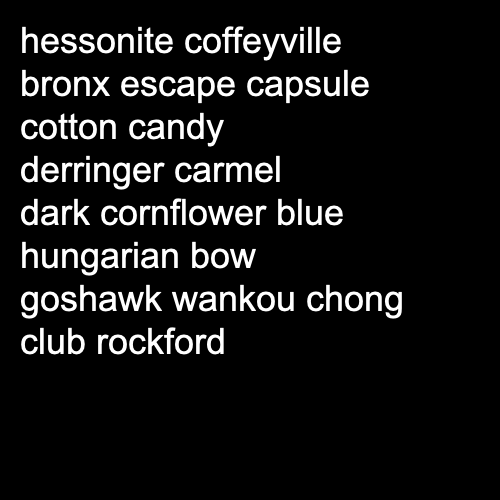 hessonite coffeyville
bronx escape capsule
cotton candy
derringer carmel
dark cornflower blue
hungarian bow
goshawk wankou chong
club rockford